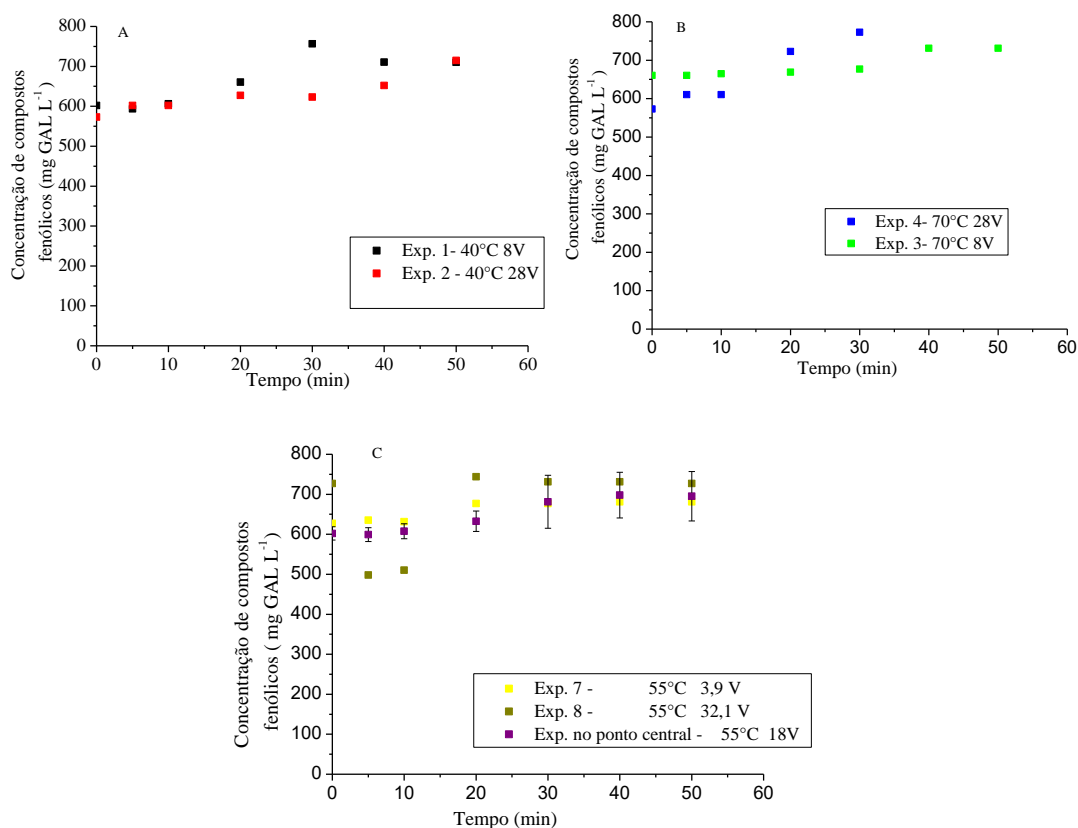 A
800
700
600
500
400
300
200
100
0
0 10 20 30 40 50 60
Concentração de compostos
fenólicos (mg GAL L-1)
Tempo (min)
Exp. 1- 40°C 8V
Exp. 2 - 40°C 28V
B
800
700
600
500
400
300
200
100
0
0 10 20 30 40 50 60
Concentração de compostos
fenólicos (mg GAL L-1)
Tempo (min)
Exp. 4- 70°C 28V
Exp. 3- 70°C 8V
C
800
700
600
500
400
300
200
100
0
0 10 20 30 40 50 60
Concentração de compostos
fenólicos ( mg GAL L-1)
Tempo (min)
Exp. 7 - 55°C 3,9 V
Exp. 8 - 55°C 32,1 V
Exp. no ponto central - 55°C 18V